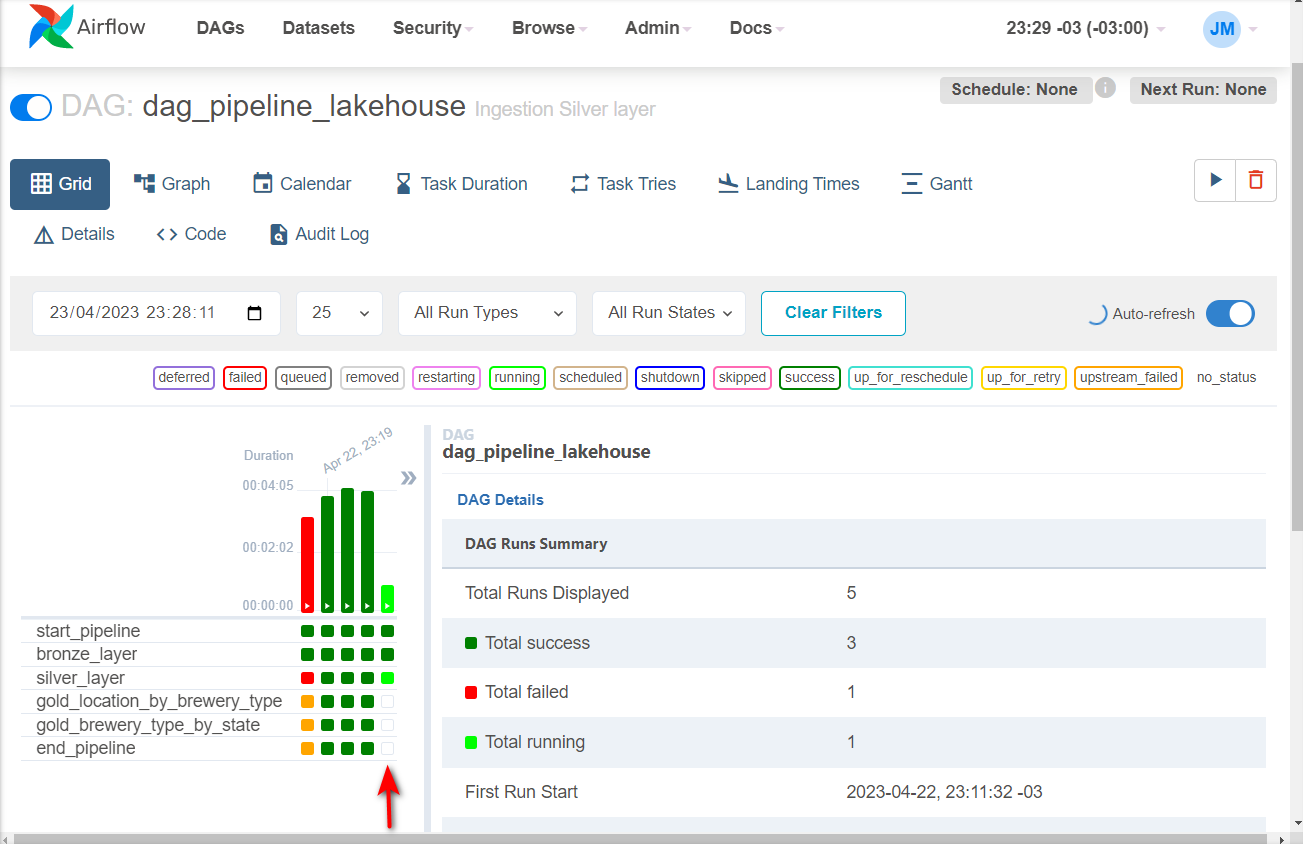 Airflow DAGs Datasets Security Browse Admin Docs 23:29 -03 (-03:00) JM
Schedule: None i Next Run: None
DAG: dag_pipeline_lakehouse Ingestion Silver layer
Grid Graph Calendar Task Duration Task Tries Landing Times Gantt
Details Code Audit Log
23/04/2023 23:28:11 25 All Run Types All Run States Clear Filters Auto-refresh
deferred failed queued removed restarting running scheduled shutdown skipped success up_for_reschedule up_for_retry upstream_failed no_status
Duration
Apr 22, 23:19
00:04:05
00:02:02
00:00:00
start_pipeline
bronze_layer
silver_layer
gold_location_by_brewery_type
gold_brewery_type_by_state
end_pipeline
DAG
dag_pipeline_lakehouse
DAG Details
DAG Runs Summary
Total Runs Displayed 5
Total success 3
Total failed 1
Total running 1
First Run Start 2023-04-22, 23:11:32 -03